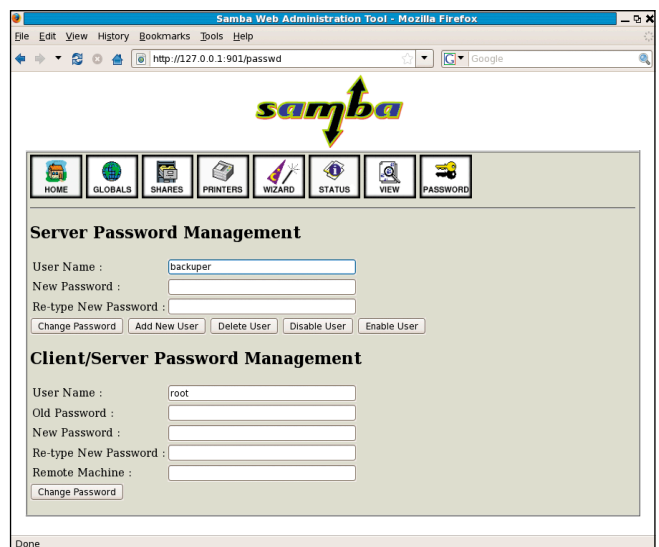 Samba Web Administration Tool - Mozilla Firefox
File Edit View History Bookmarks Tools Help
http://127.0.0.1:901/passwd Google
samba
HOME GLOBALS SHARES PRINTERS WIZARD STATUS VIEW PASSWORD
Server Password Management
User Name : backuper
New Password :
Re-type New Password :
Change Password Add New User Delete User Disable User Enable User
Client/Server Password Management
User Name : root
Old Password :
New Password :
Re-type New Password :
Remote Machine :
Change Password
Done